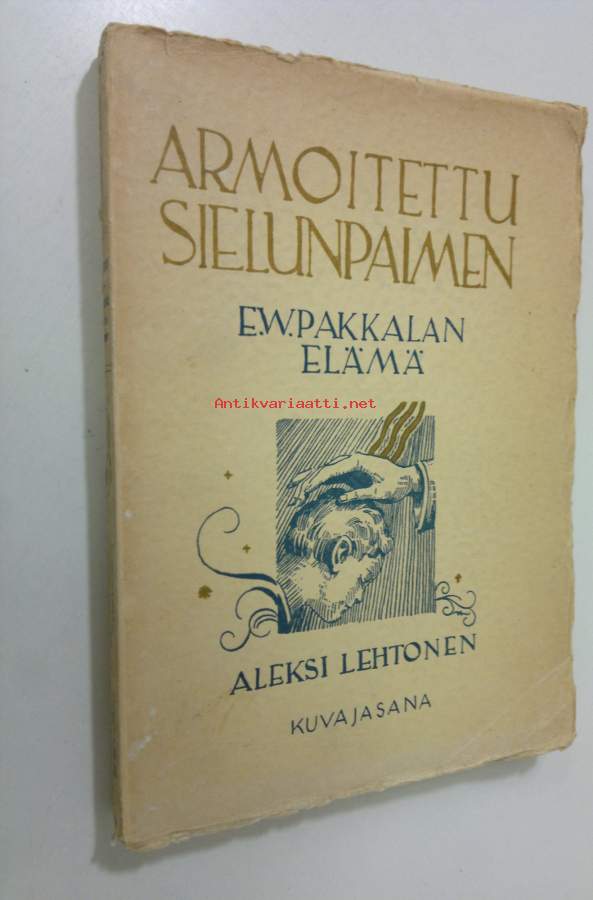 ARMOITETTU
SIELUNPAIMEN
E.W.PAKKALAN
ELÄMÄ
Antikvariaatti.net
ALEKSI LEHTONEN
KUVAJASANA